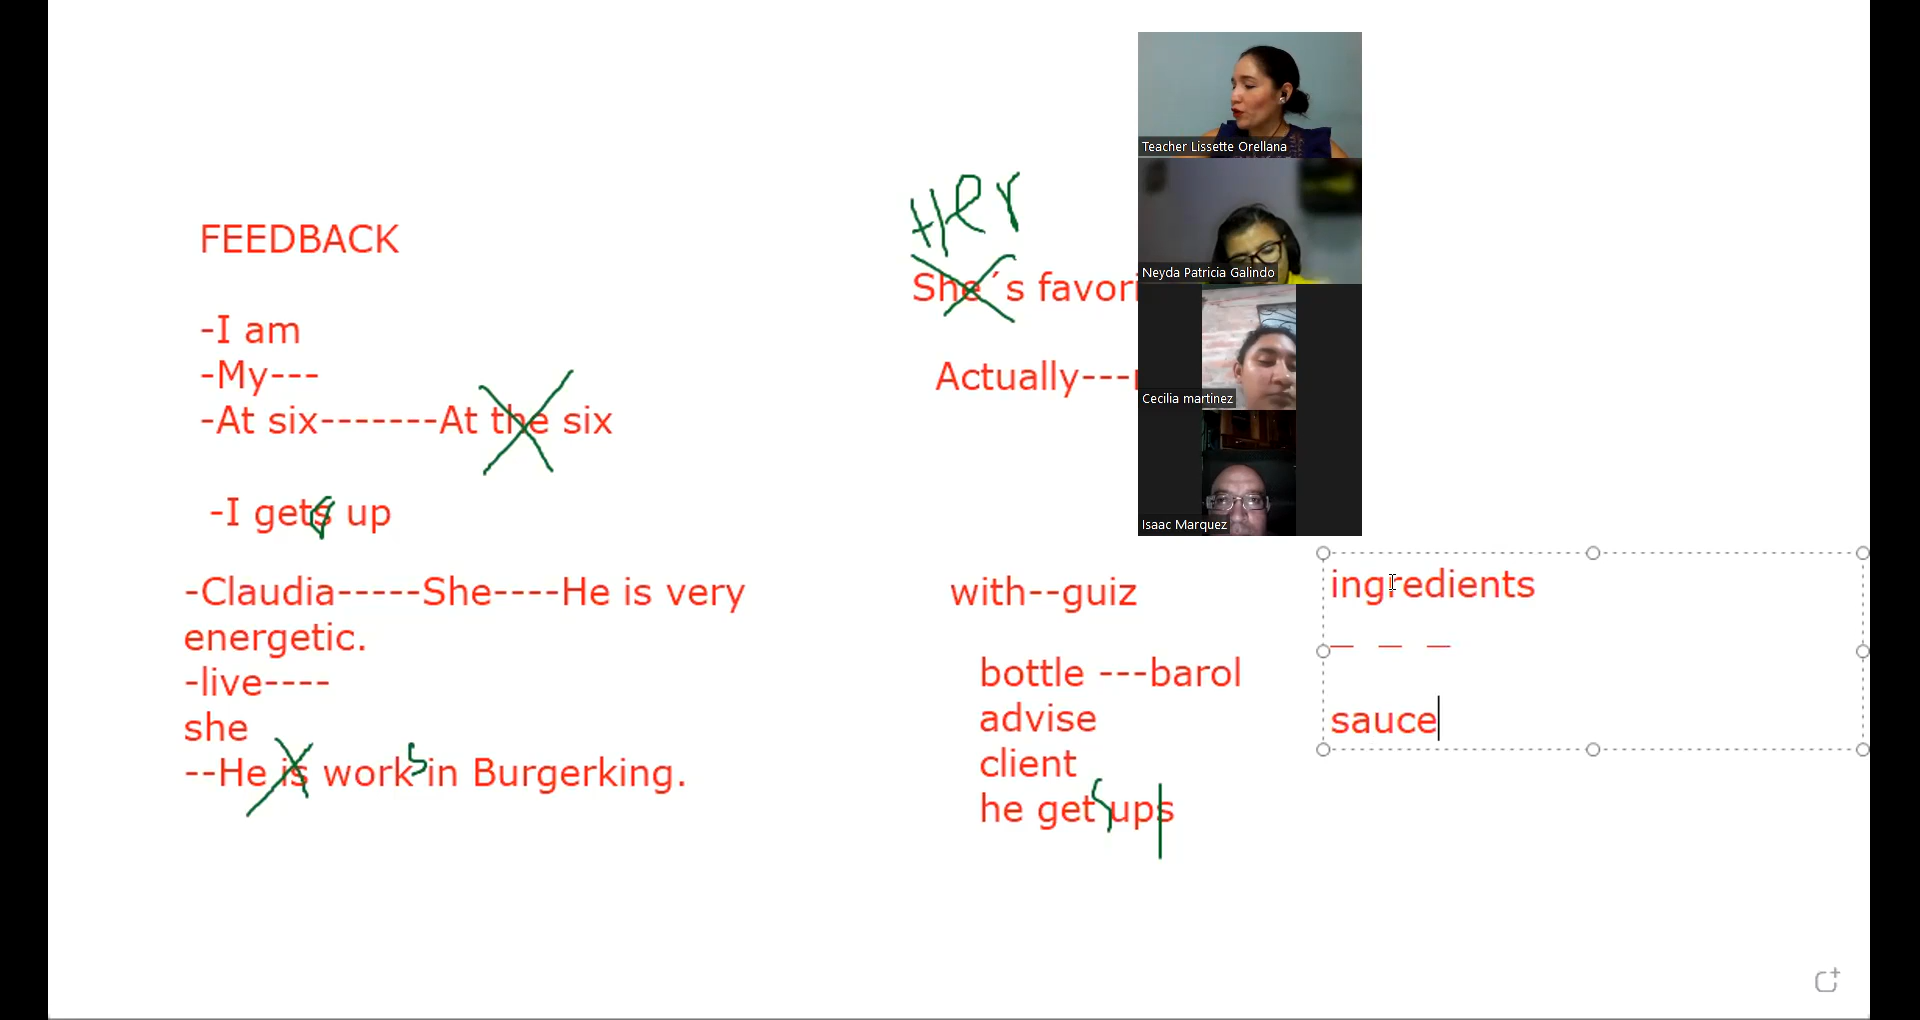 FEEDBACK
-I am
-My---
-At six-------At the six
-I gets up
-Claudia-----She----He is very
energetic.
-live----
she
--He is work s in Burgerking.
Her
She´s
Actually---
with--guiz
bottle ---barol
advise
client
he get s ups
Teacher Lissette Orellana
Neyda Patricia Galindo
Cecilia martinez
Isaac Marquez
ingredients
_ _ _
sauce